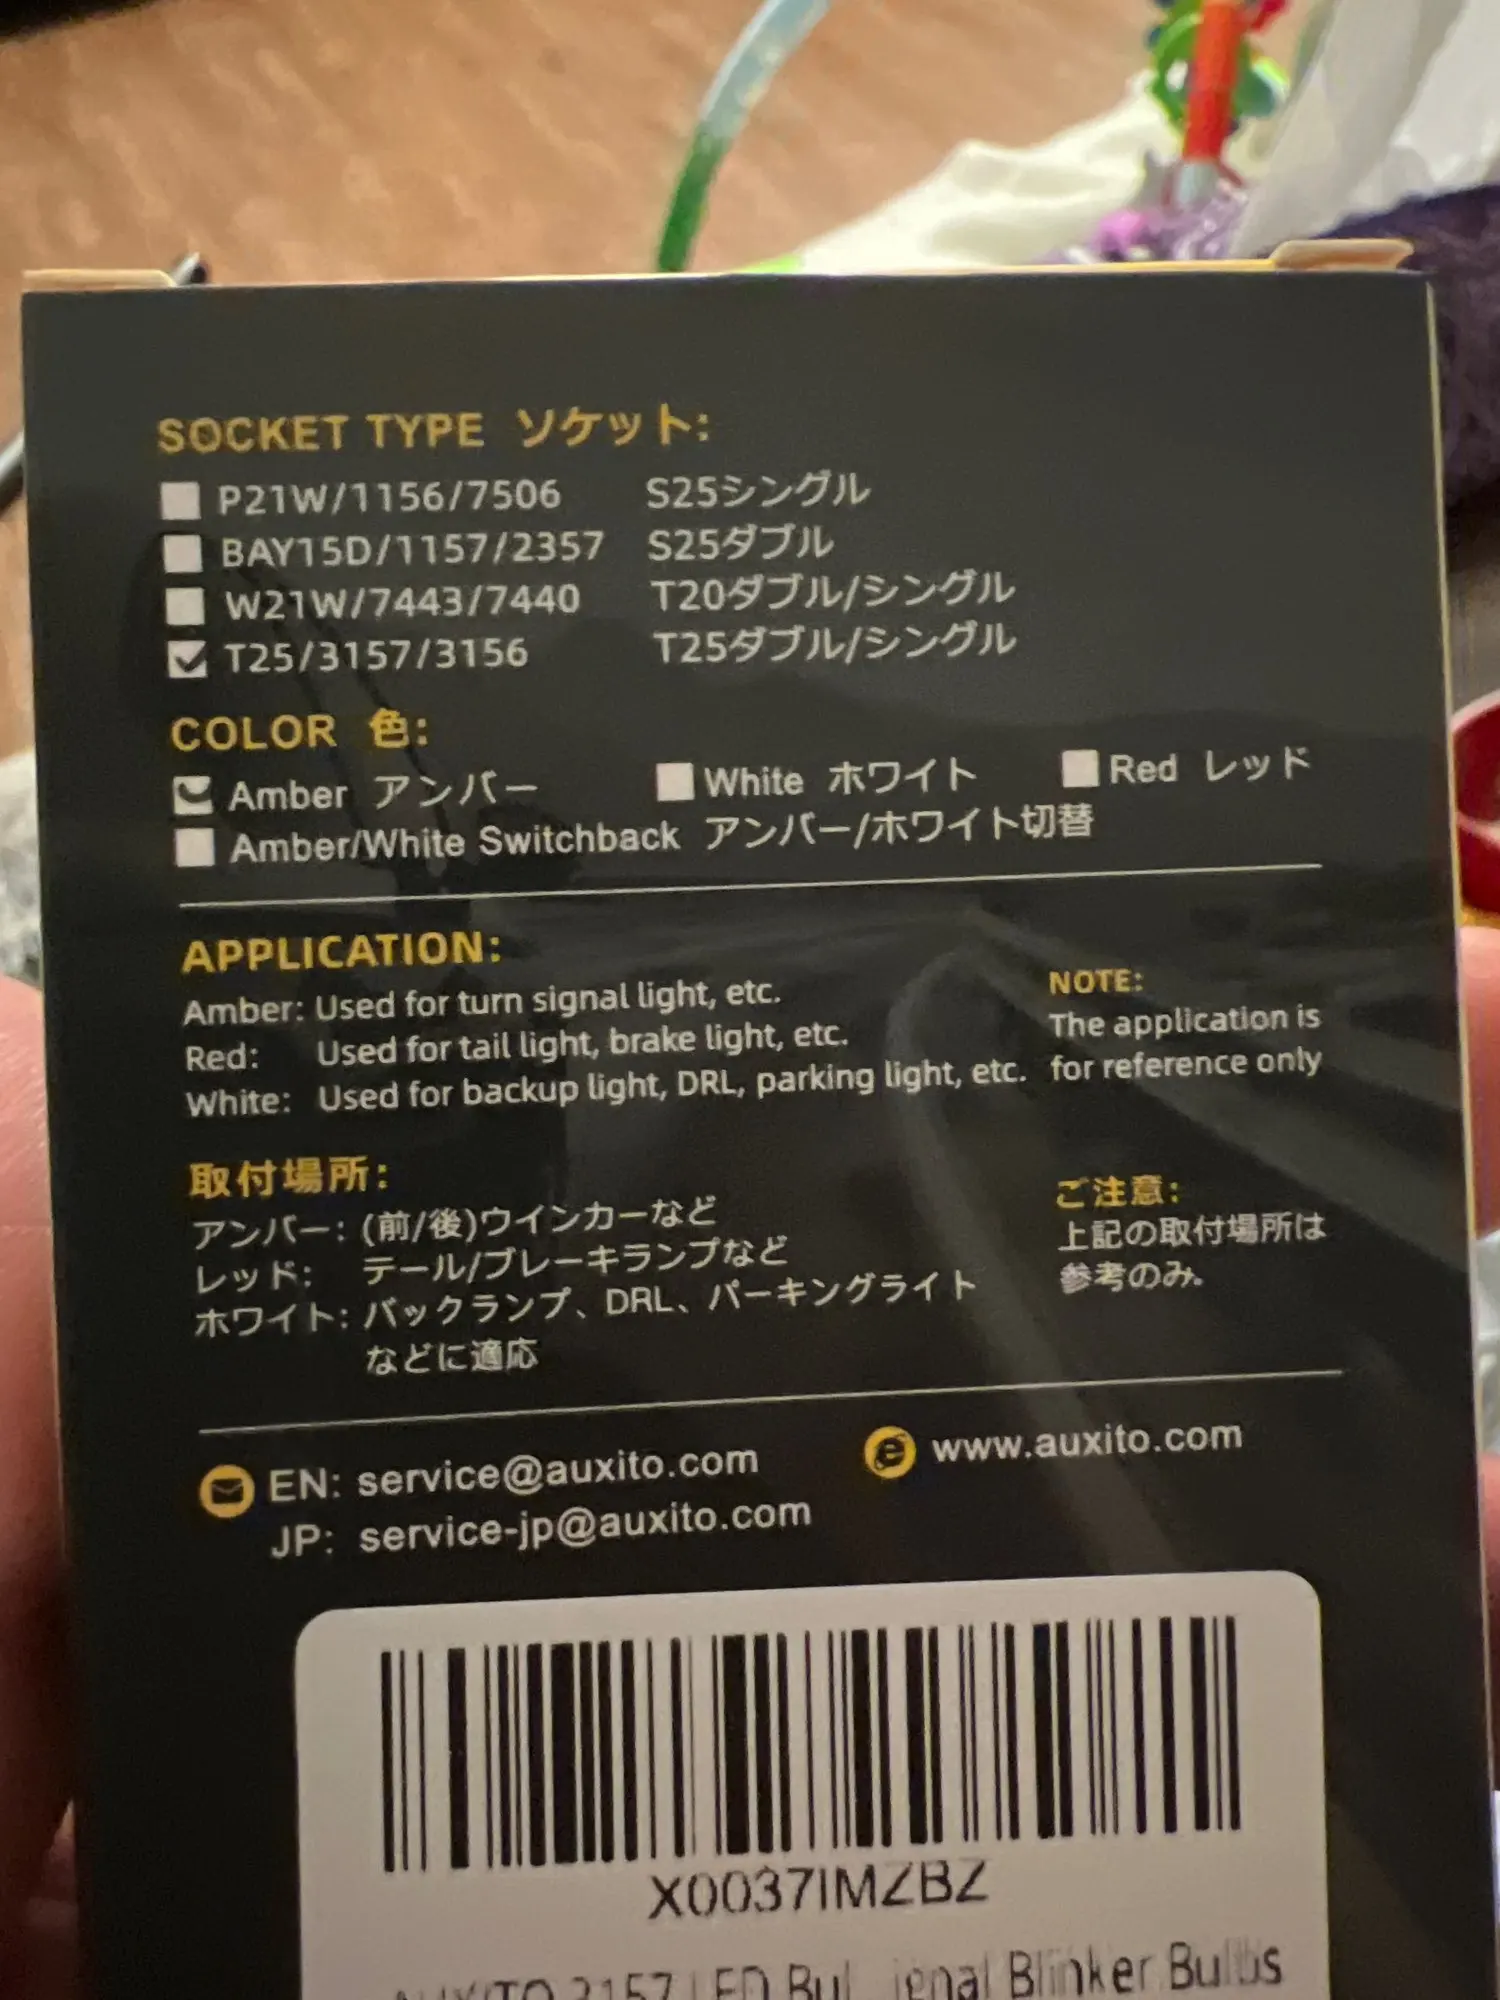 SOCKET TYPE ソケット:
P21W/1156/7506 S25シングル
BAY15D/1157/2357 S25ダブル
W21W/7443/7440 T20ダブル/シングル
T25/3157/3156 T25ダブル/シングル
COLOR 色:
Amber アンバー White ホワイト Red レッド
Amber/White Switchback アンバー/ホワイト切替
APPLICATION:
Amber: Used for turn signal light, etc.
Red: Used for tail light, brake light, etc.
White: Used for backup light, DRL, parking light, etc.
NOTE:
The application is
for reference only
取付場所:
アンバー: (前/後)ウインカーなど
レッド: テール/ブレーキランプなど
ホワイト: バックランプ、DRL、パーキングライト
などに適応
ご注意:
上記の取付場所は
参考のみ.
EN: service@auxito.com
JP: service-jp@auxito.com
www.auxito.com
X0037IMZBZ
AUXITO 3157 LED Blinker Bulbs